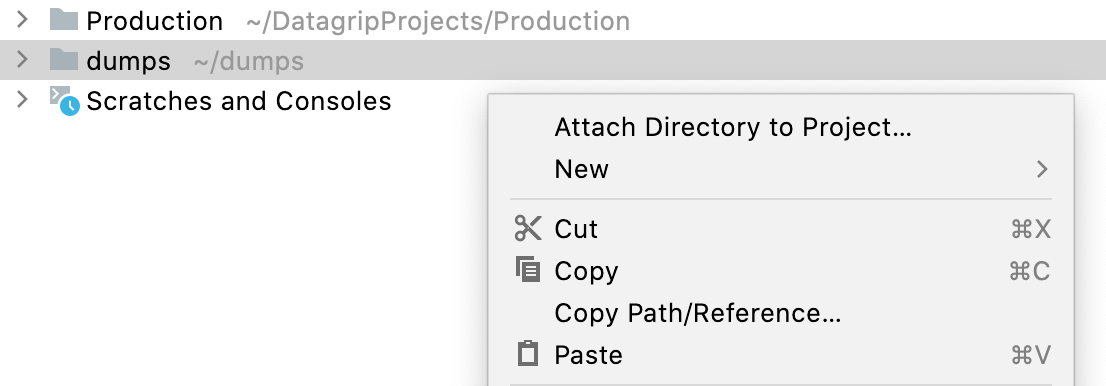 Production ~/DatagripProjects/Production
dumps ~/dumps
Scratches and Consoles
Attach Directory to Project...
New
Cut ⌘X
Copy ⌘C
Copy Path/Reference...
Paste ⌘V